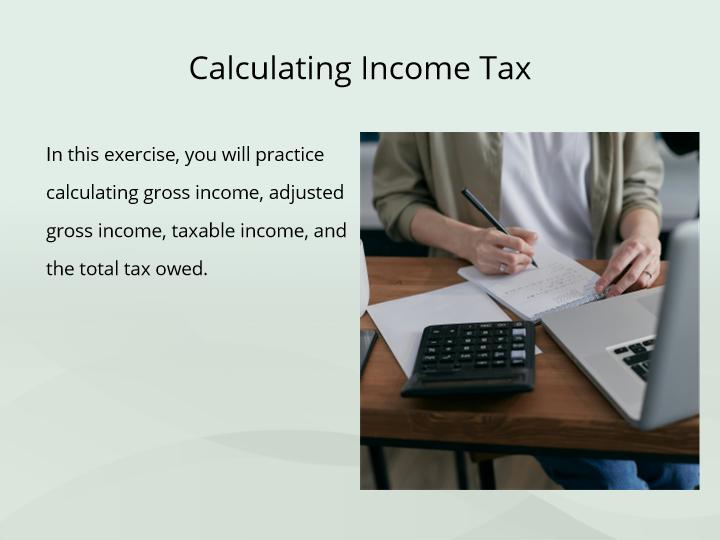 Calculating Income Tax
In this exercise, you will practice
calculating gross income, adjusted
gross income, taxable income, and
the total tax owed.